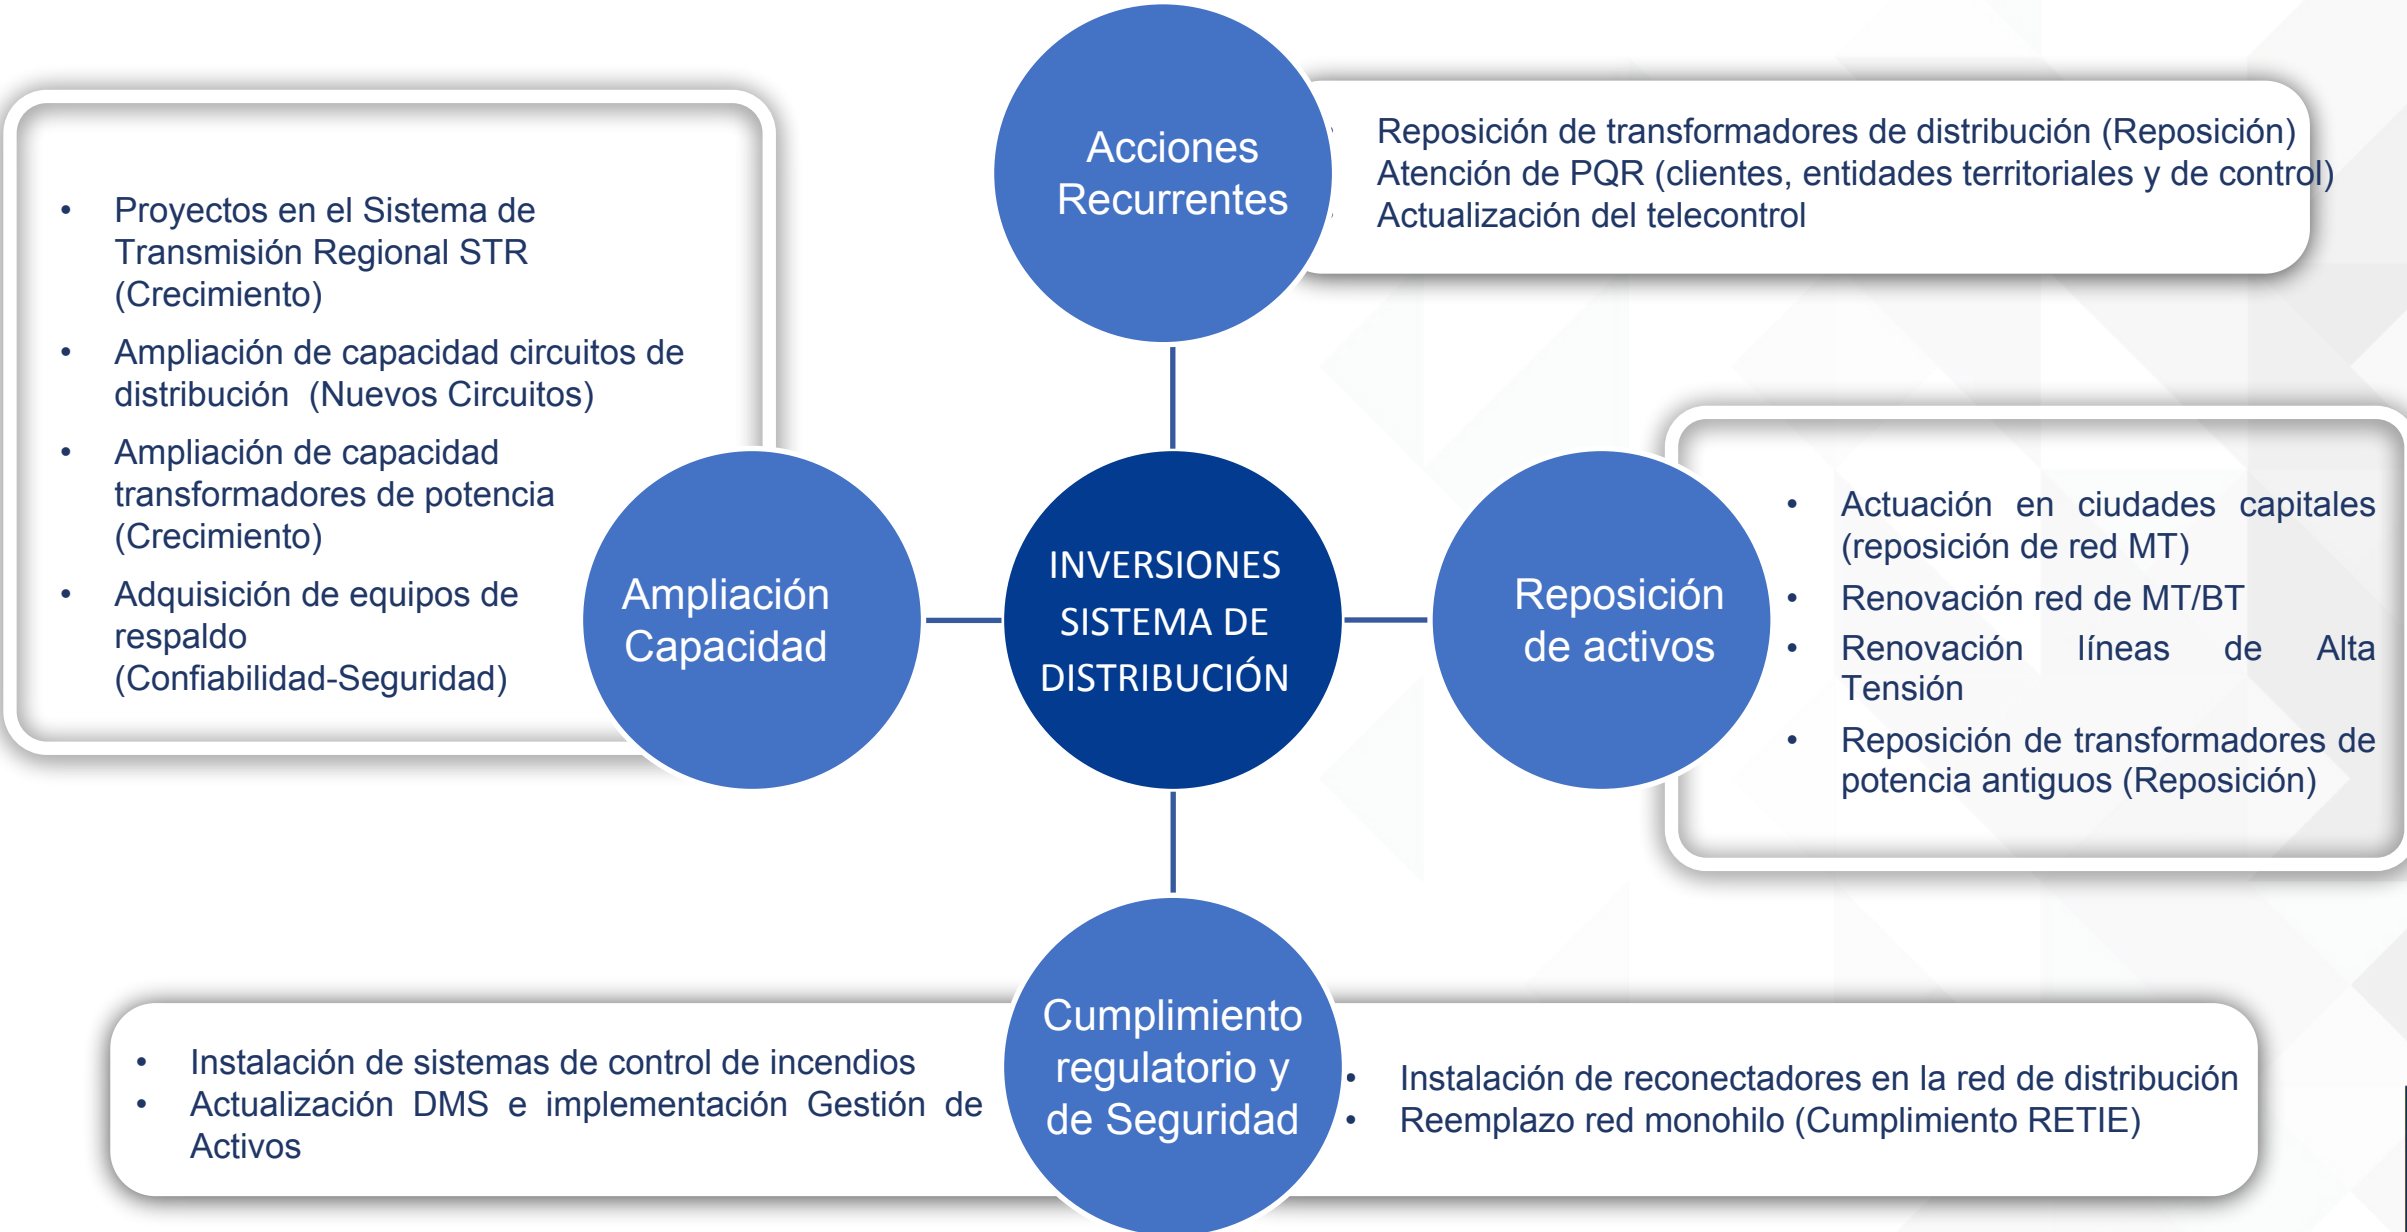 Acciones
Recurrentes
Reposición de transformadores de distribución (Reposición)
Atención de PQR (clientes, entidades territoriales y de control)
Actualización del telecontrol
• Proyectos en el Sistema de
Transmisión Regional STR
(Crecimiento)
• Ampliación de capacidad circuitos de
distribución (Nuevos Circuitos)
• Ampliación de capacidad
transformadores de potencia
(Crecimiento)
• Adquisición de equipos de
respaldo
(Confiabilidad-Seguridad)
Ampliación
Capacidad
INVERSIONES
SISTEMA DE
DISTRIBUCIÓN
Reposición
de activos
• Actuación en ciudades capitales
(reposición de red MT)
• Renovación red de MT/BT
• Renovación líneas de Alta
Tensión
• Reposición de transformadores de
potencia antiguos (Reposición)
• Instalación de sistemas de control de incendios
• Actualización DMS e implementación Gestión de
Activos
Cumplimiento
regulatorio y
de Seguridad
• Instalación de reconectadores en la red de distribución
• Reemplazo red monohilo (Cumplimiento RETIE)